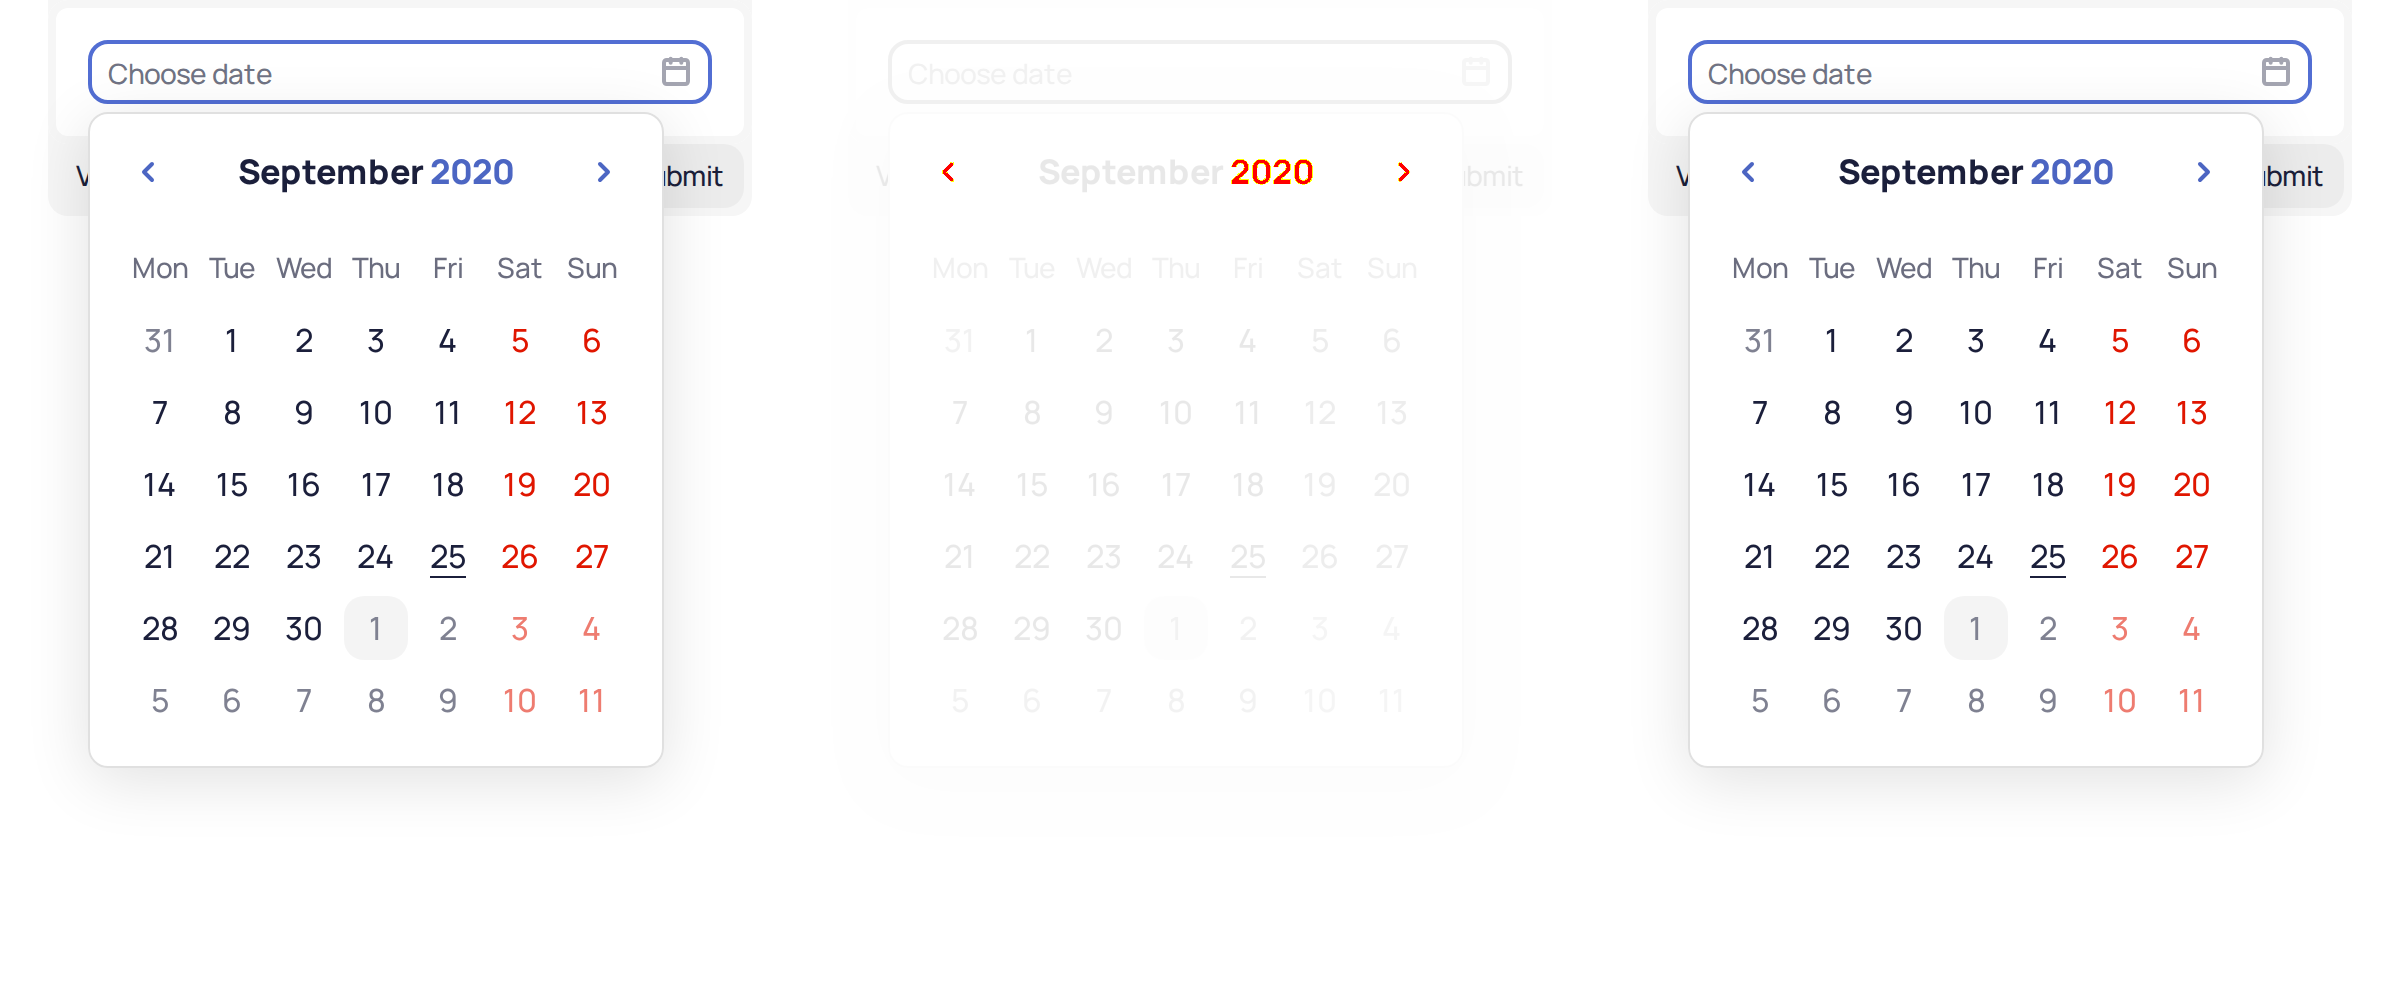 Choose date
V
ubmit
September 2020
Mon Tue Wed Thu Fri Sat Sun
31 1 2 3 4 5 6
7 8 9 10 11 12 13
14 15 16 17 18 19 20
21 22 23 24 25 26 27
28 29 30 1 2 3 4
5 6 7 8 9 10 11
Choose date
V
ubmit
September 2020
Mon Tue Wed Thu Fri Sat Sun
31 1 2 3 4 5 6
7 8 9 10 11 12 13
14 15 16 17 18 19 20
21 22 23 24 25 26 27
28 29 30 1 2 3 4
5 6 7 8 9 10 11
Choose date
V
ubmit
September 2020
Mon Tue Wed Thu Fri Sat Sun
31 1 2 3 4 5 6
7 8 9 10 11 12 13
14 15 16 17 18 19 20
21 22 23 24 25 26 27
28 29 30 1 2 3 4
5 6 7 8 9 10 11